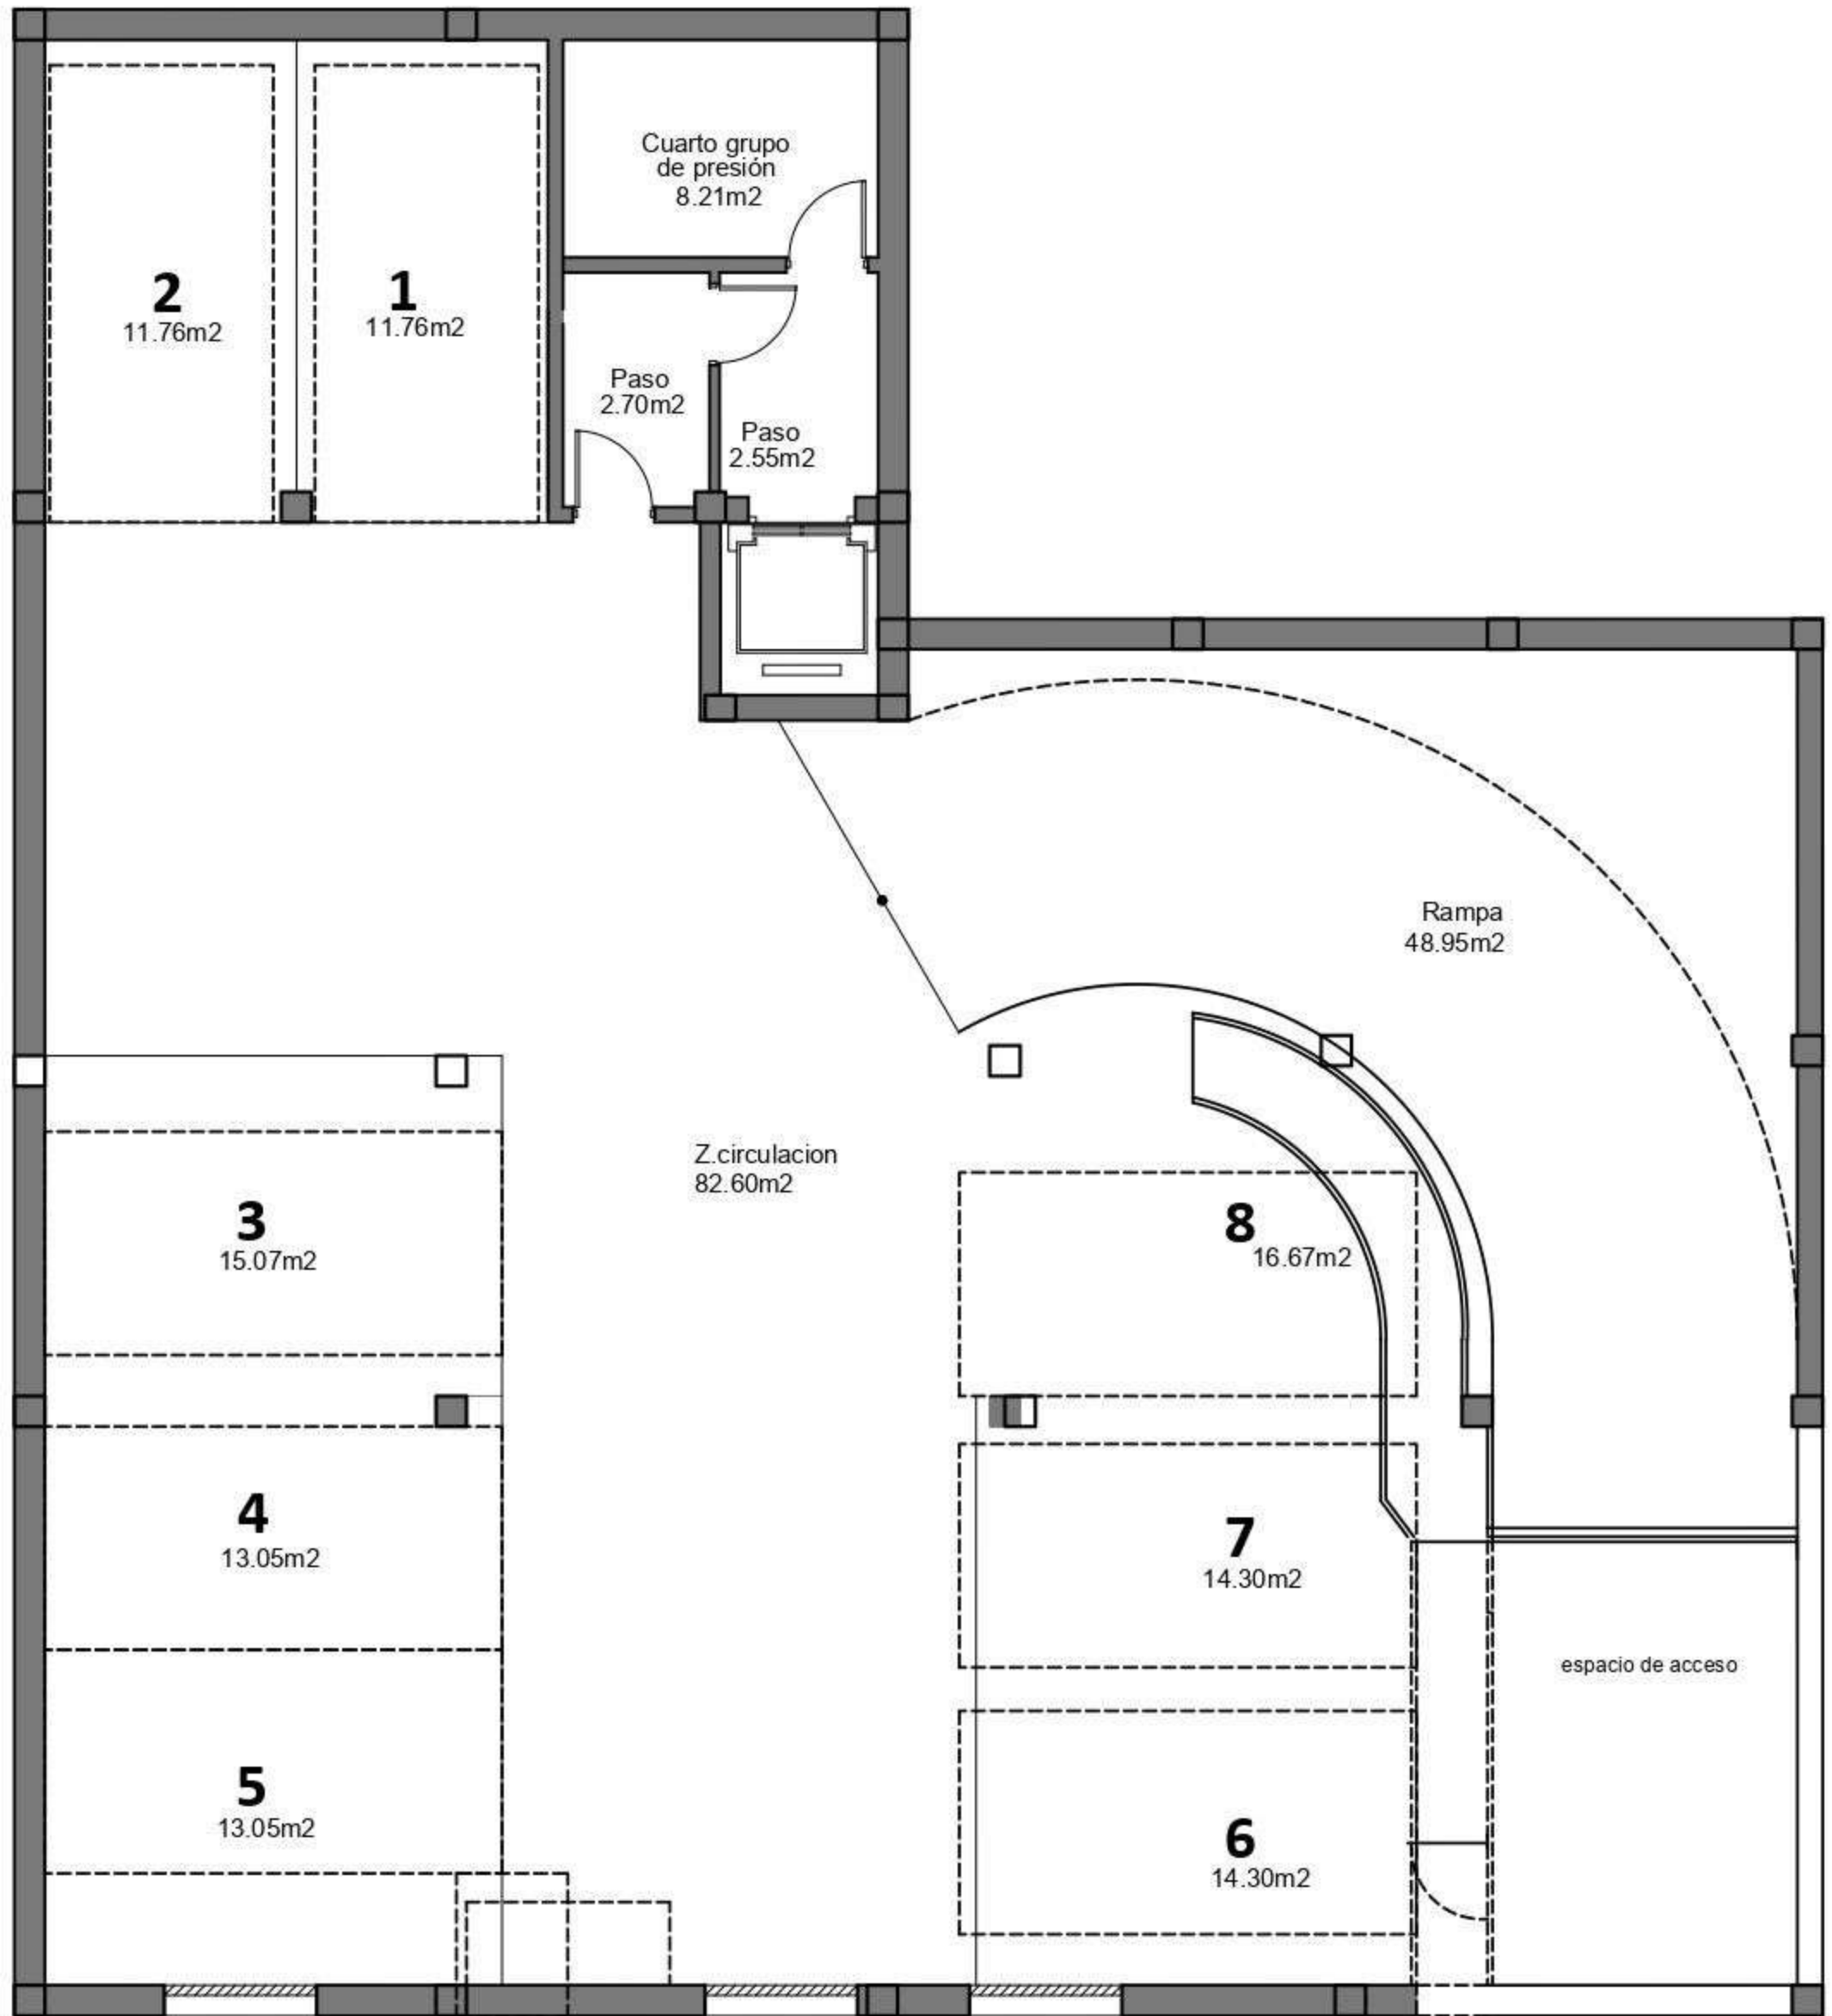 Cuarto grupo
de presión
8.21m2
2
11.76m2
1
11.76m2
Paso
2.70m2
Paso
2.55m2
Rampa
48.95m2
Z.circulacion
82.60m2
3
15.07m2
8
16.67m2
4
13.05m2
7
14.30m2
espacio de acceso
5
13.05m2
6
14.30m2